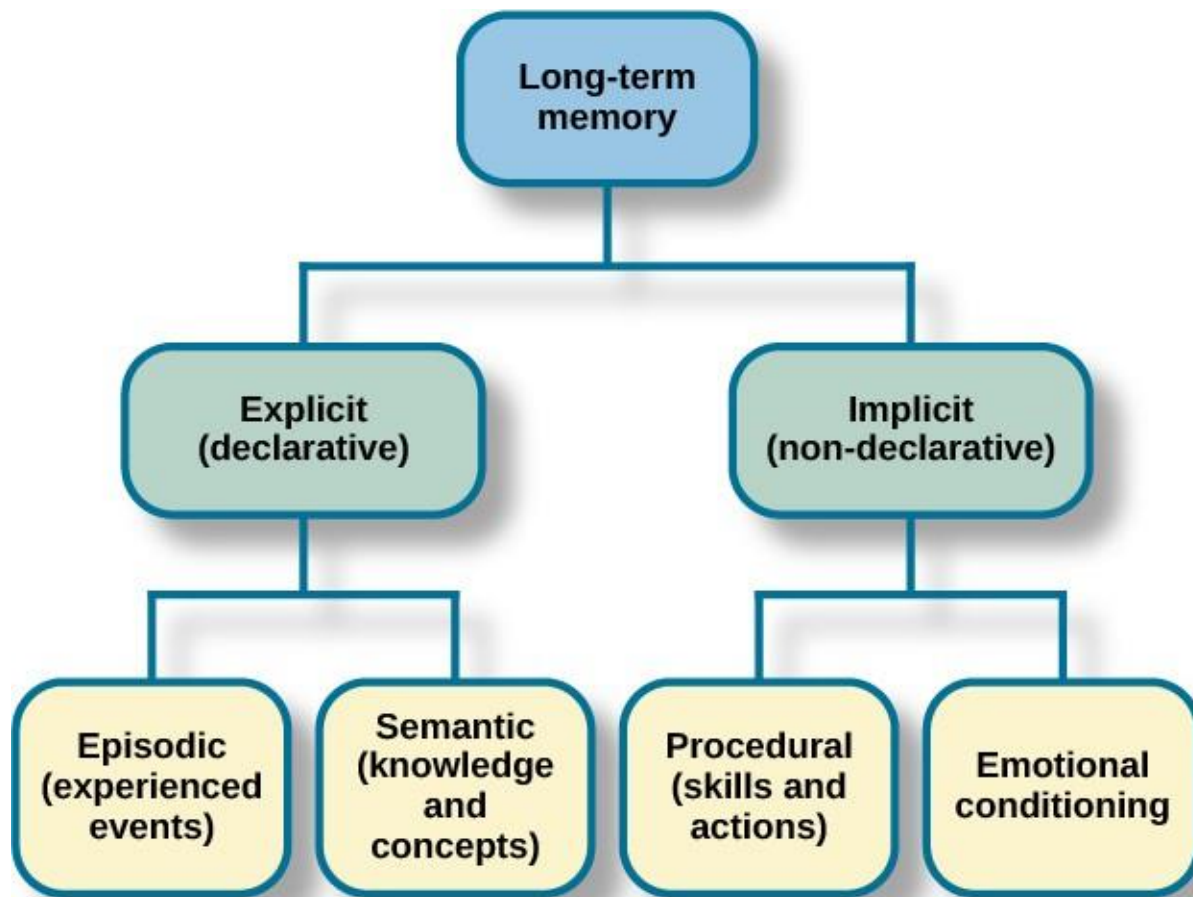 Long-term
memory
Explicit
(declarative)
Implicit
(non-declarative)
Episodic
(experienced
events)
Semantic
(knowledge
and
concepts)
Procedural
(skills and
actions)
Emotional
conditioning